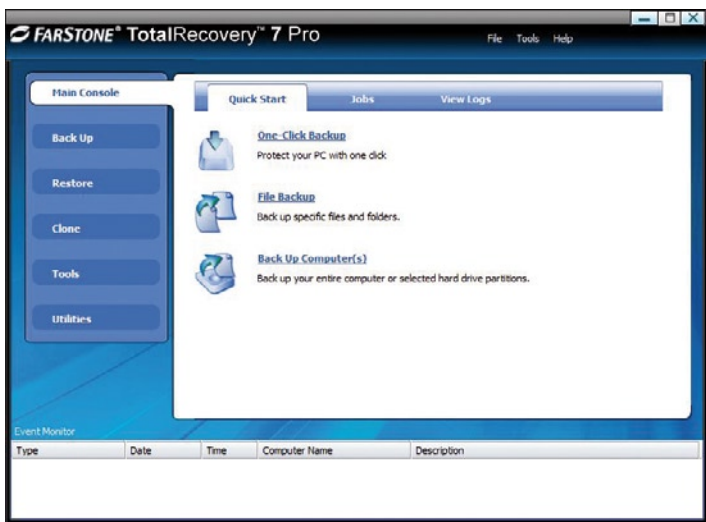 FARSTONE® TotalRecovery™ 7 Pro
File Tools Help
Main Console
Back Up
Restore
Clone
Tools
Utilities
Quick Start Jobs View Logs
One-Click Backup
Protect your PC with one click
File Backup
Back up specific files and folders.
Back Up Computer(s)
Back up your entire computer or selected hard drive partitions.
Event Monitor
Type Date Time Computer Name Description